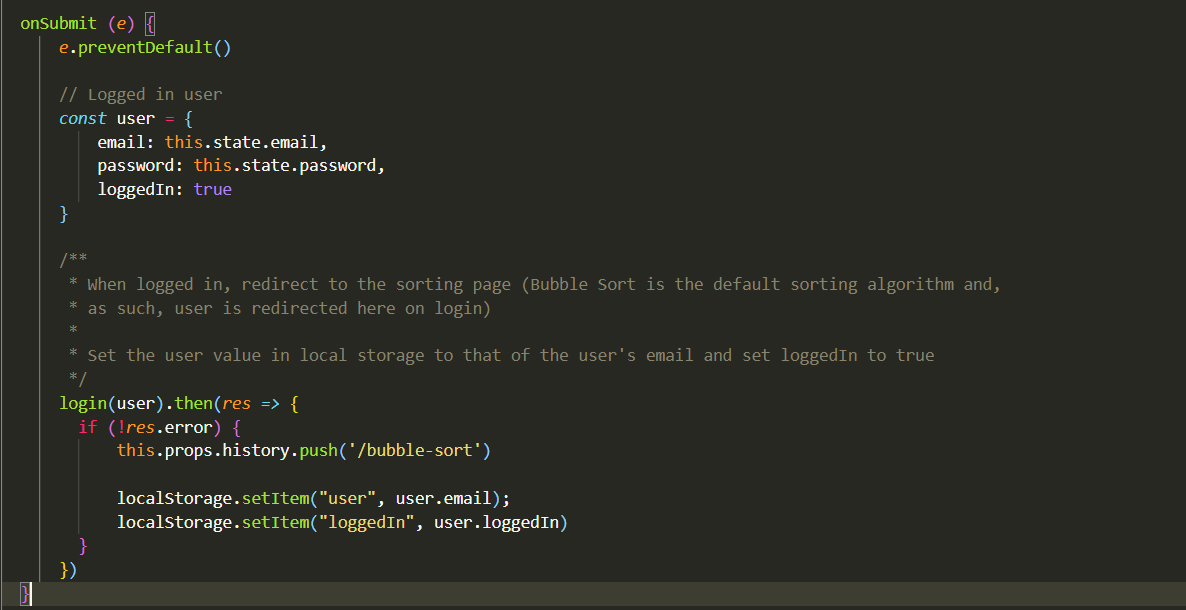 onSubmit (e) {
e.preventDefault()
// Logged in user
const user = {
email: this.state.email,
password: this.state.password,
loggedIn: true
}
/**
* When logged in, redirect to the sorting page (Bubble Sort is the default sorting algorithm and,
* as such, user is redirected here on login)
*
* Set the user value in local storage to that of the user's email and set loggedIn to true
*/
login(user).then(res => {
if (!res.error) {
this.props.history.push('/bubble-sort')
localStorage.setItem("user", user.email);
localStorage.setItem("loggedIn", user.loggedIn)
}
})
}